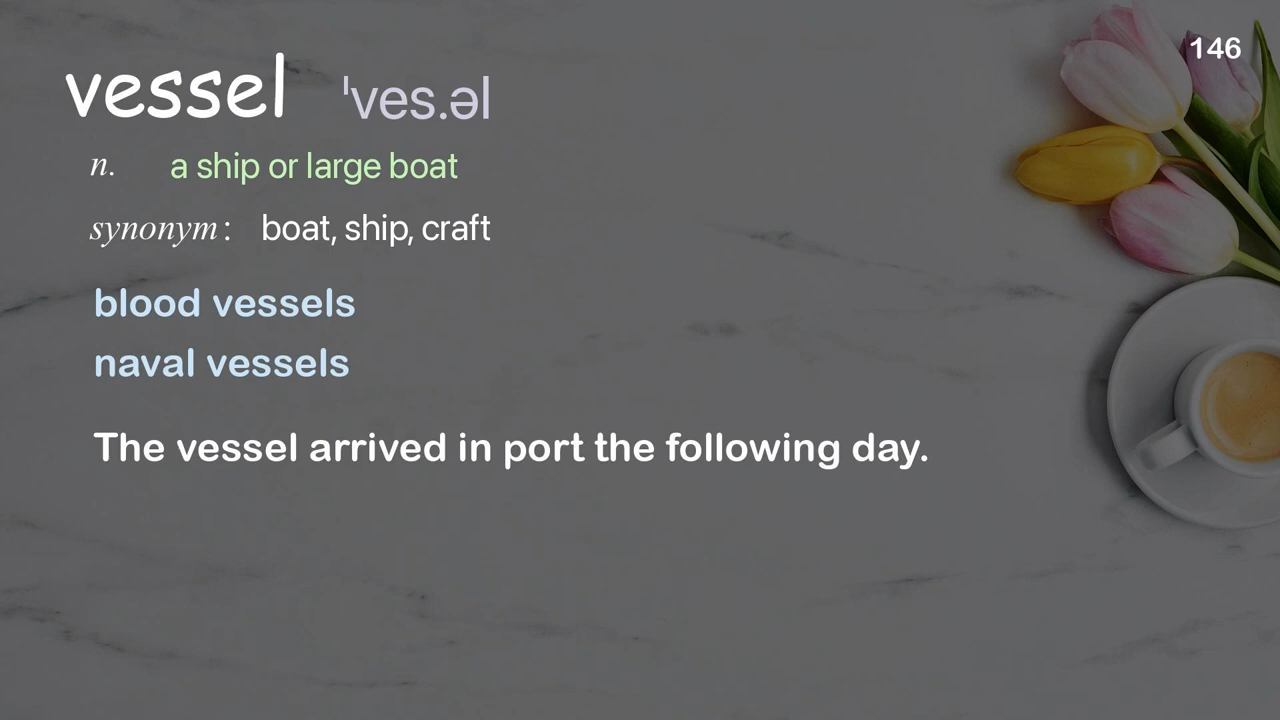 146
vessel ˈves.əl
n. a ship or large boat
synonym: boat, ship, craft
blood vessels
naval vessels
The vessel arrived in port the following day.